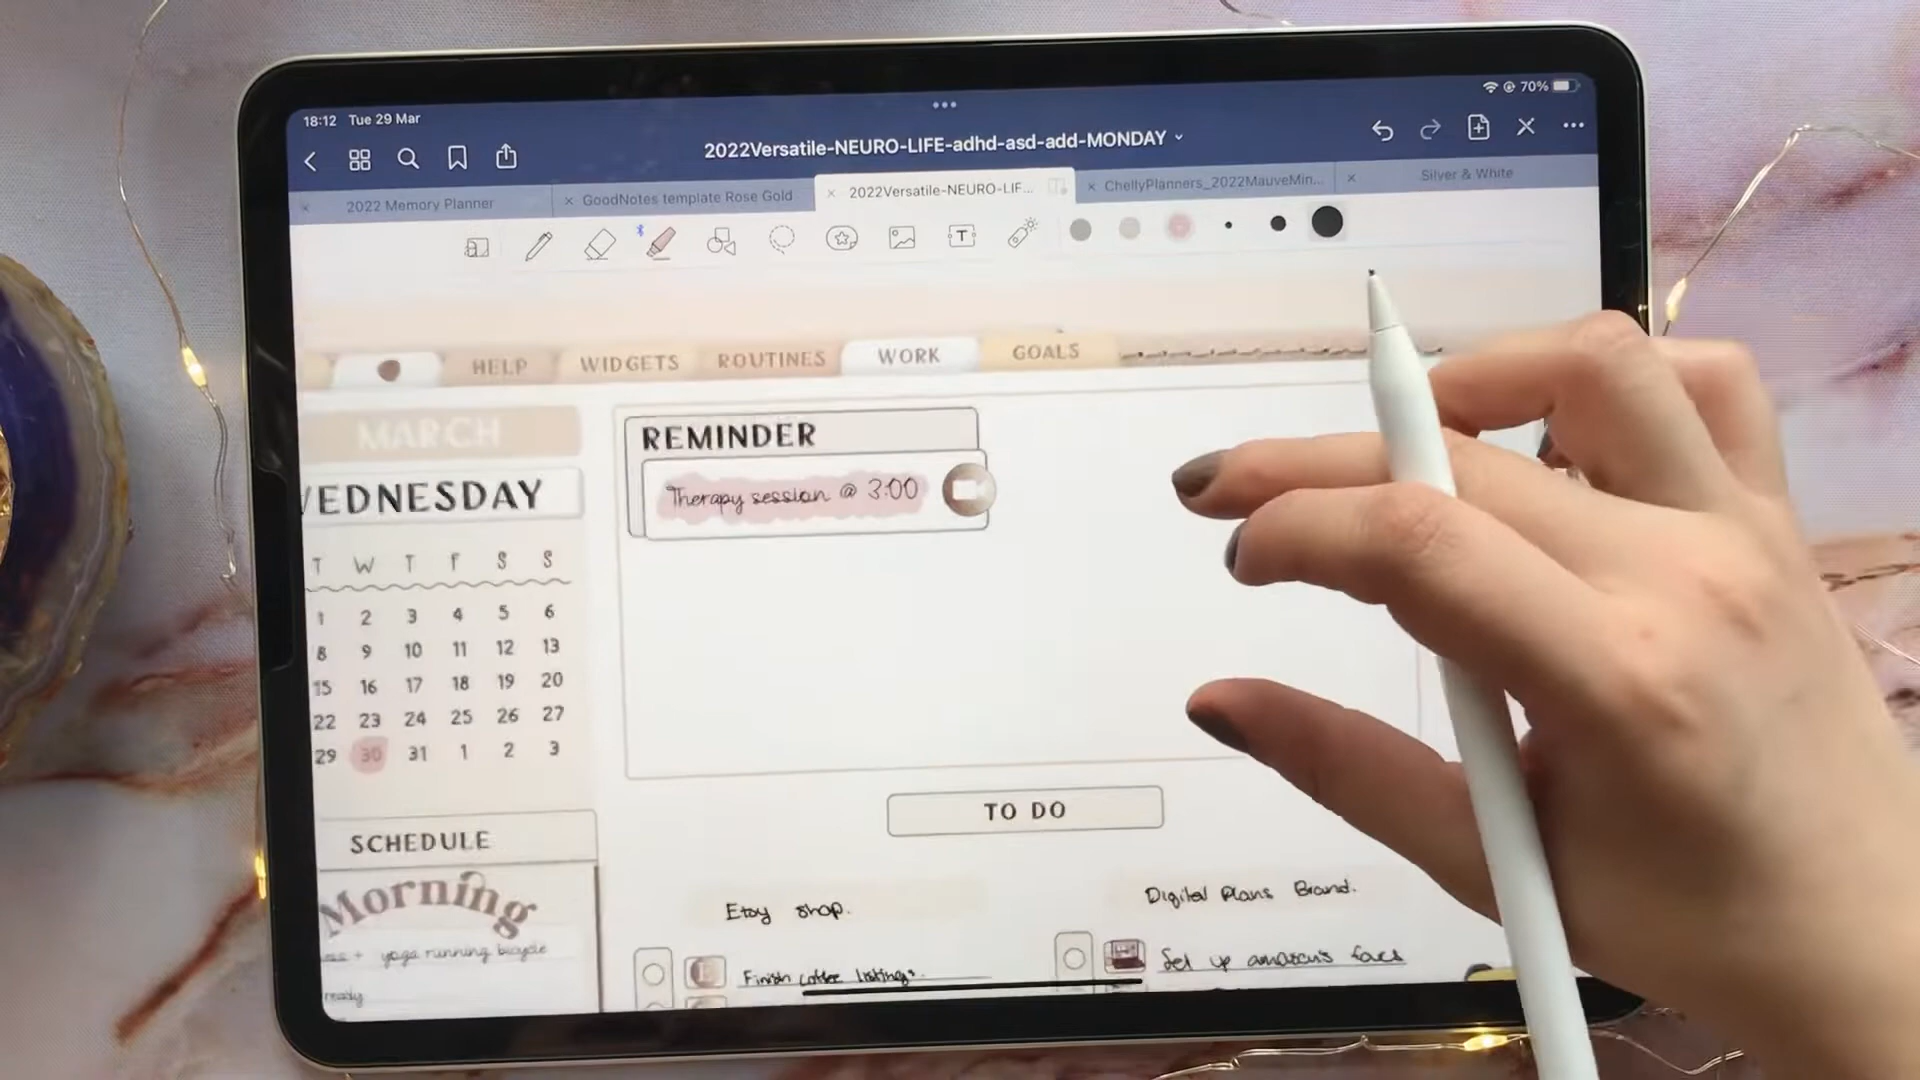 18:12 Tue 29 Mar
70%
2022Versatile-NEURO-LIFE-adhd-asd-add-MONDAY
2022 Memory Planner
GoodNotes template Rose Gold
2022Versatile-NEURO-LIF...
ChellyPlanners_2022MauveMin...
Silver & White
T
HELP
WIDGETS
ROUTINES
WORK
GOALS
MARCH
WEDNESDAY
T W T F S S
1 2 3 4 5 6
8 9 10 11 12 13
15 16 17 18 19 20
22 23 24 25 26 27
29 30 31 1 2 3
REMINDER
Therapy session @ 3:00
SCHEDULE
Morning
+ yoga running bicycle
ready
TO DO
Etsy shop.
Finish coffee listings.
Digital Plans Brand.
Set up